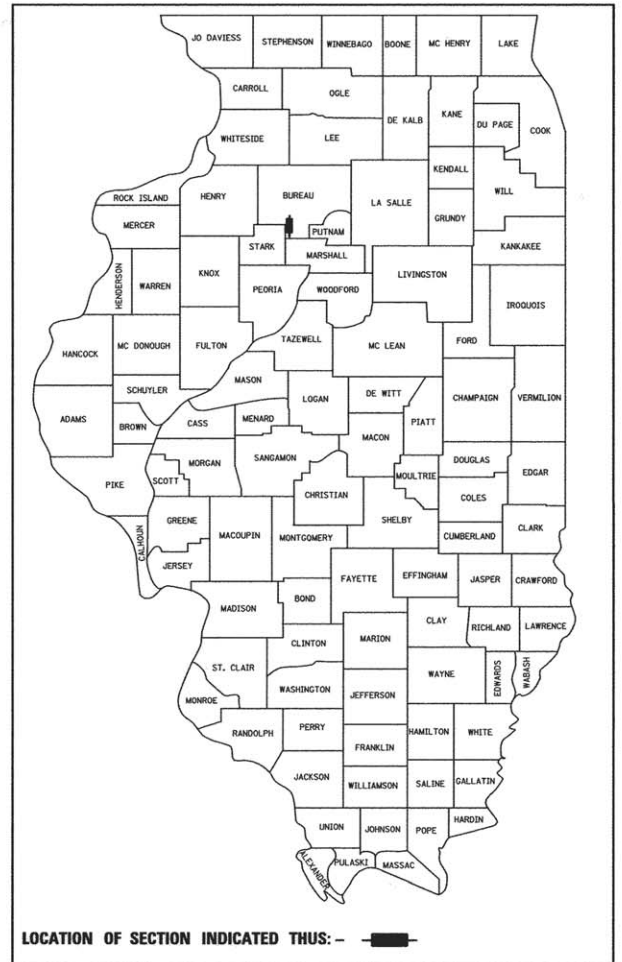 JO DAVIESS STEPHENSON WINNEBAGO BOONE MC HENRY LAKE
CARROLL OGLE DE KALB KANE DU PAGE COOK
WHITESIDE LEE KENDALL WILL
ROCK ISLAND HENRY BUREAU LA SALLE GRUNDY
MERCER STARK PUTNAM MARSHALL KANKAKEE
HENDERSON WARREN KNOX PEORIA WOODFORD LIVINGSTON IROQUOIS
HANCOCK MC DONOUGH FULTON TAZEWELL MC LEAN FORD
SCHUYLER MASON LOGAN DE WITT PIATT CHAMPAIGN VERMILION
ADAMS BROWN CASS MENARD MACON
PIKE SCOTT MORGAN SANGAMON CHRISTIAN MOULTRIE DOUGLAS EDGAR
COLES
CALHOUN GREENE MACOUPIN MONTGOMERY SHELBY CUMBERLAND CLARK
JERSEY FAYETTE EFFINGHAM JASPER CRAWFORD
MADISON BOND CLAY RICHLAND LAWRENCE
CLINTON MARION
ST. CLAIR WAYNE EDWARDS WABASH
MONROE WASHINGTON JEFFERSON
RANDOLPH PERRY HAMILTON WHITE
FRANKLIN
JACKSON WILLIAMSON SALINE GALLATIN
UNION JOHNSON POPE HARDIN
ALEXANDER PULASKI MASSAC
LOCATION OF SECTION INDICATED THUS: -